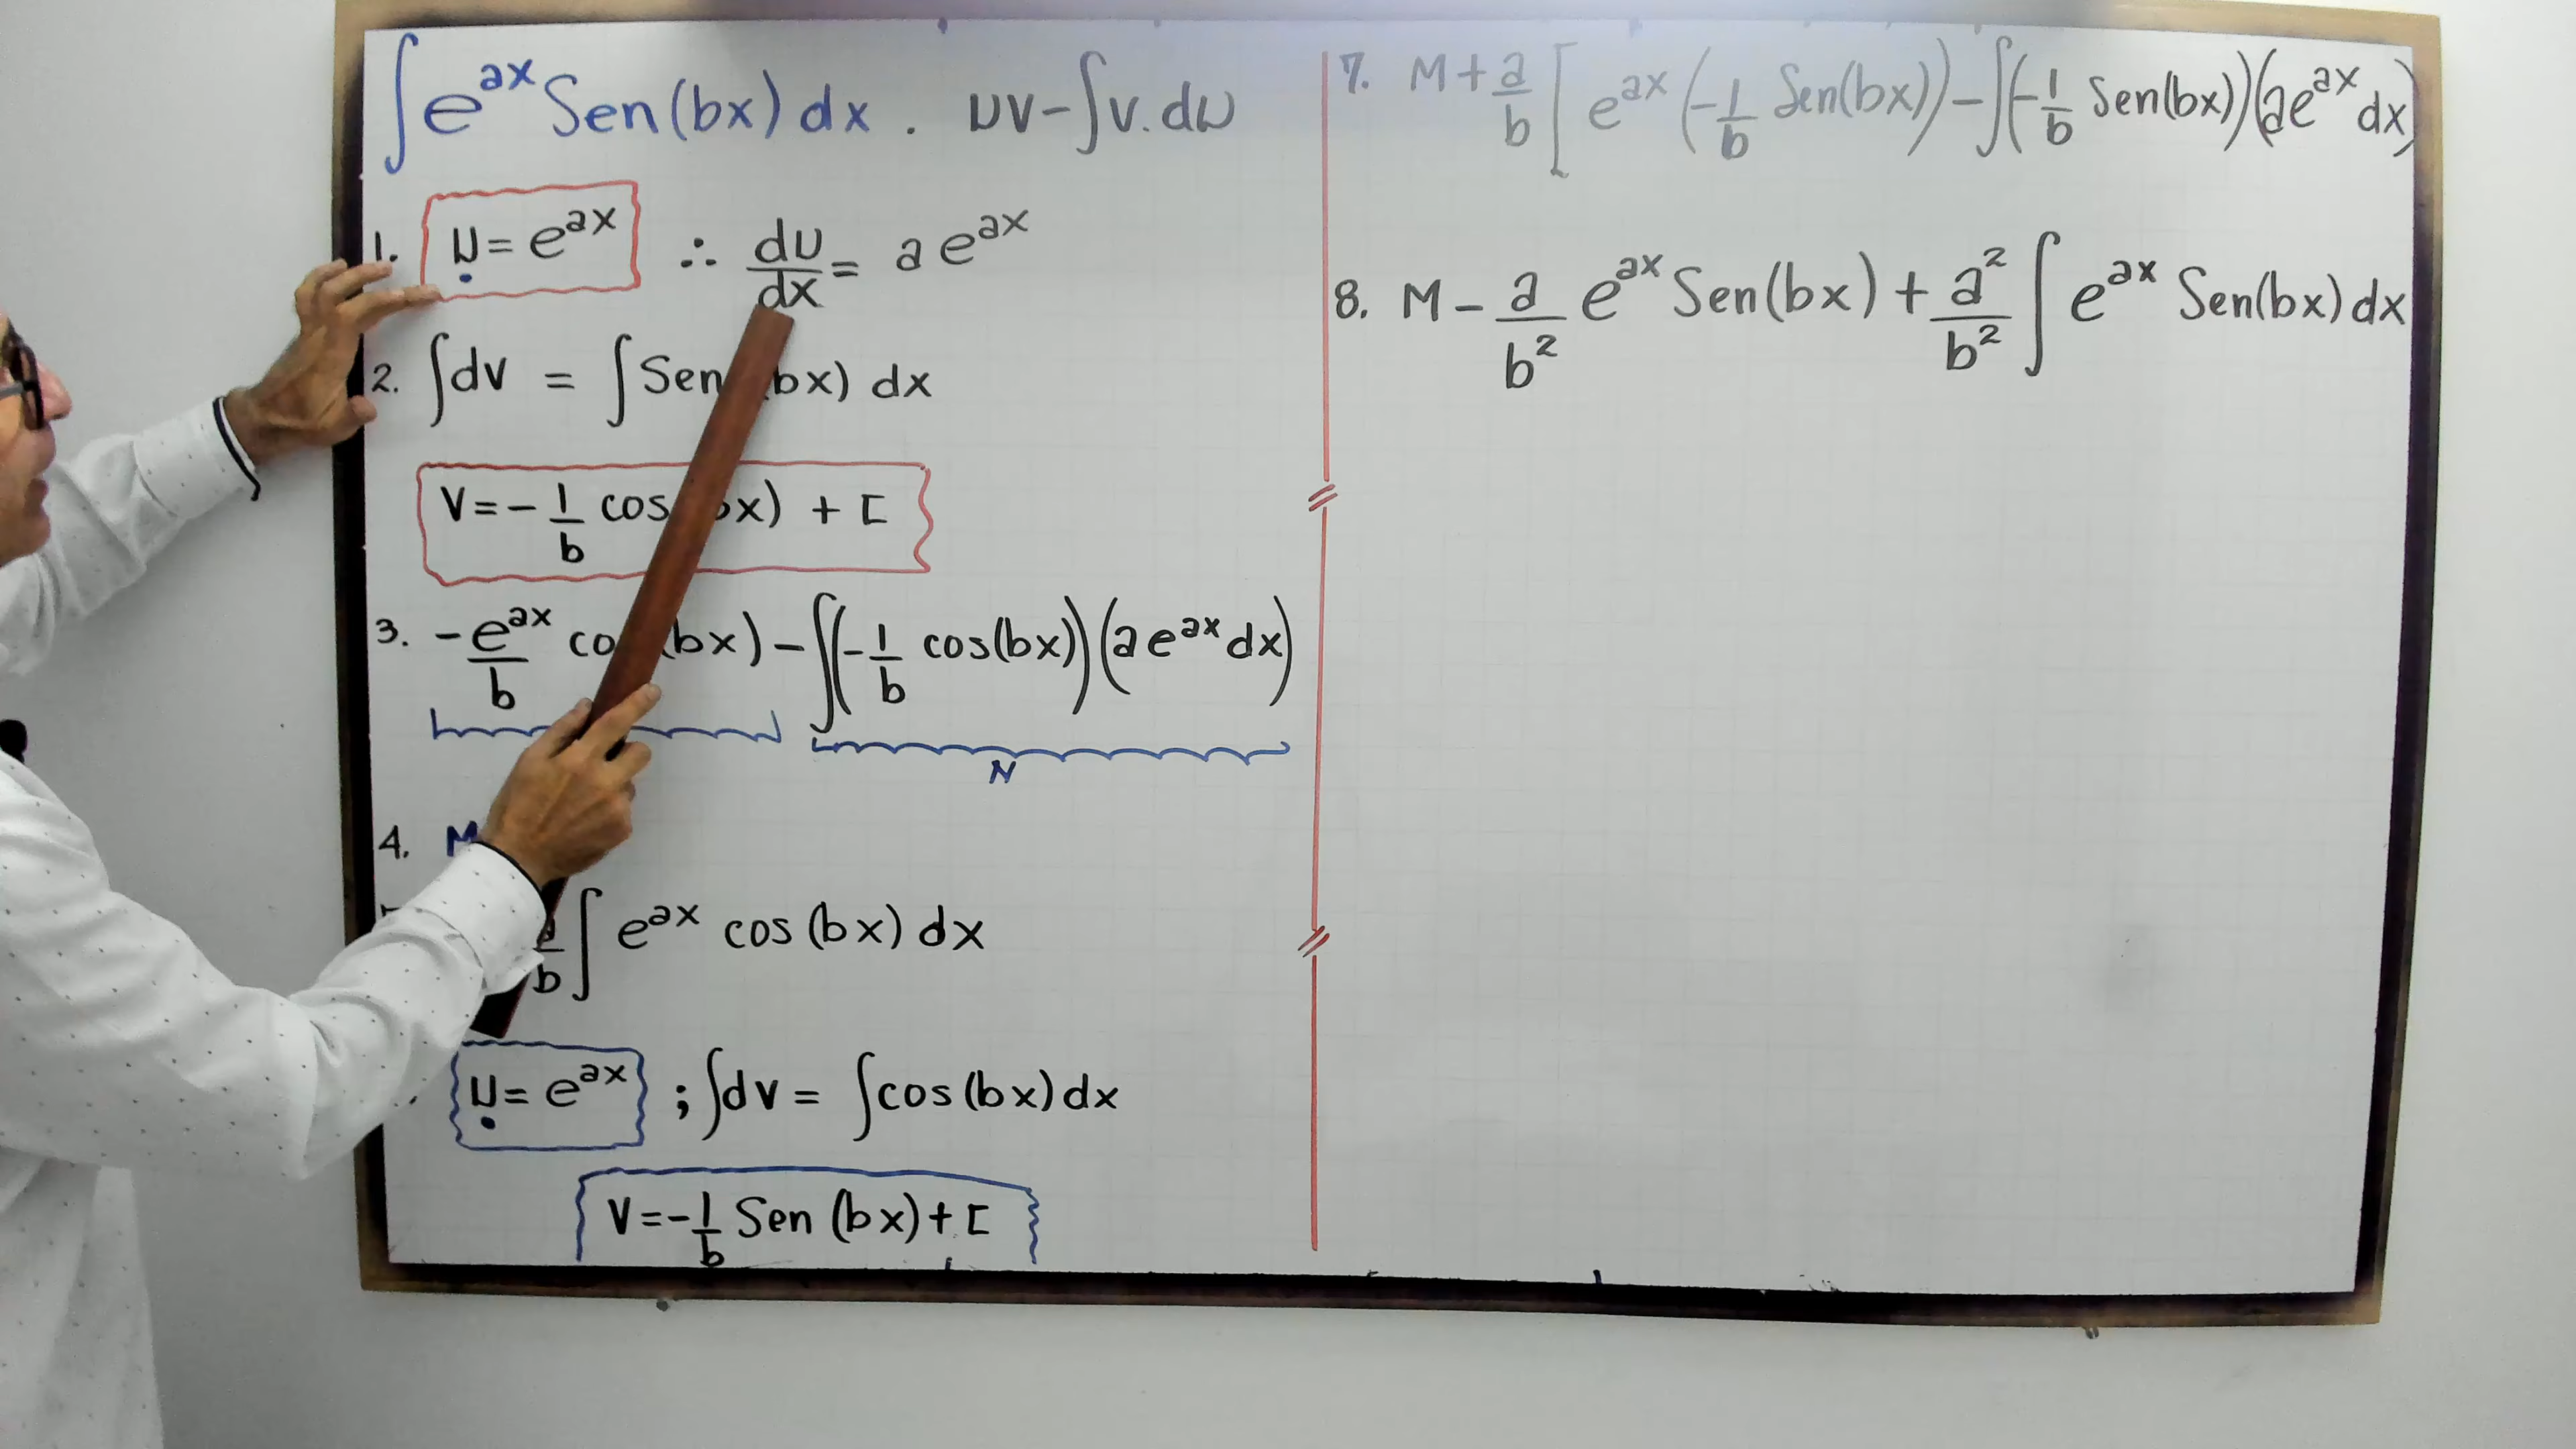 ∫e^{ax} Sen(bx) dx . uv-∫v.du
1. u = e^{ax} ∴ du/dx = a e^{ax}
2. ∫dv = ∫Sen bx) dx
V = -1/b cos x) + C
3. -e^{ax}/b co bx) - ∫(-1/b cos(bx))(a e^{ax} dx)
N
4. M
/b ∫ e^{ax} cos (bx) dx
u = e^{ax} ; ∫dv = ∫cos (bx) dx
V = -1/b Sen (bx) + C
7. M + a/b [e^{ax} (-1/b Sen(bx)) - ∫(-1/b Sen(bx))(ae^{ax} dx)
8. M - a/b² e^{ax} Sen(bx) + a²/b² ∫ e^{ax} Sen(bx) dx